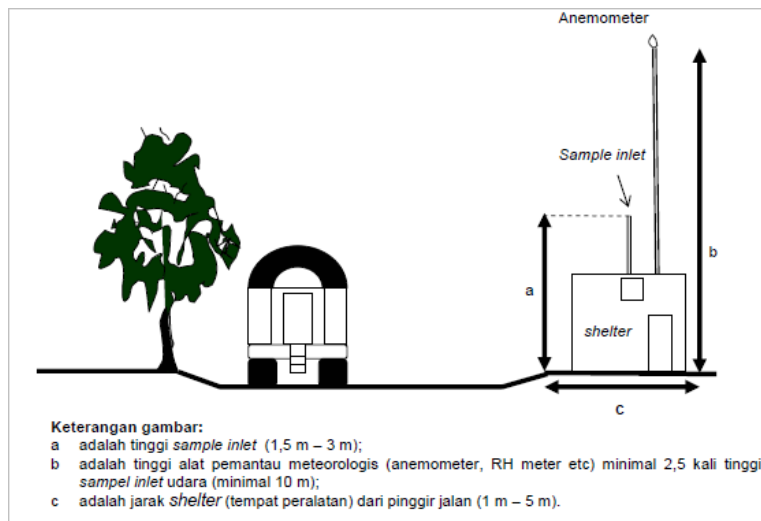 Anemometer
Sample inlet
b
a
shelter
c
Keterangan gambar:
a adalah tinggi sample inlet (1,5 m – 3 m);
b adalah tinggi alat pemantau meteorologis (anemometer, RH meter etc) minimal 2,5 kali tinggi
sampel inlet udara (minimal 10 m);
c adalah jarak shelter (tempat peralatan) dari pinggir jalan (1 m – 5 m).